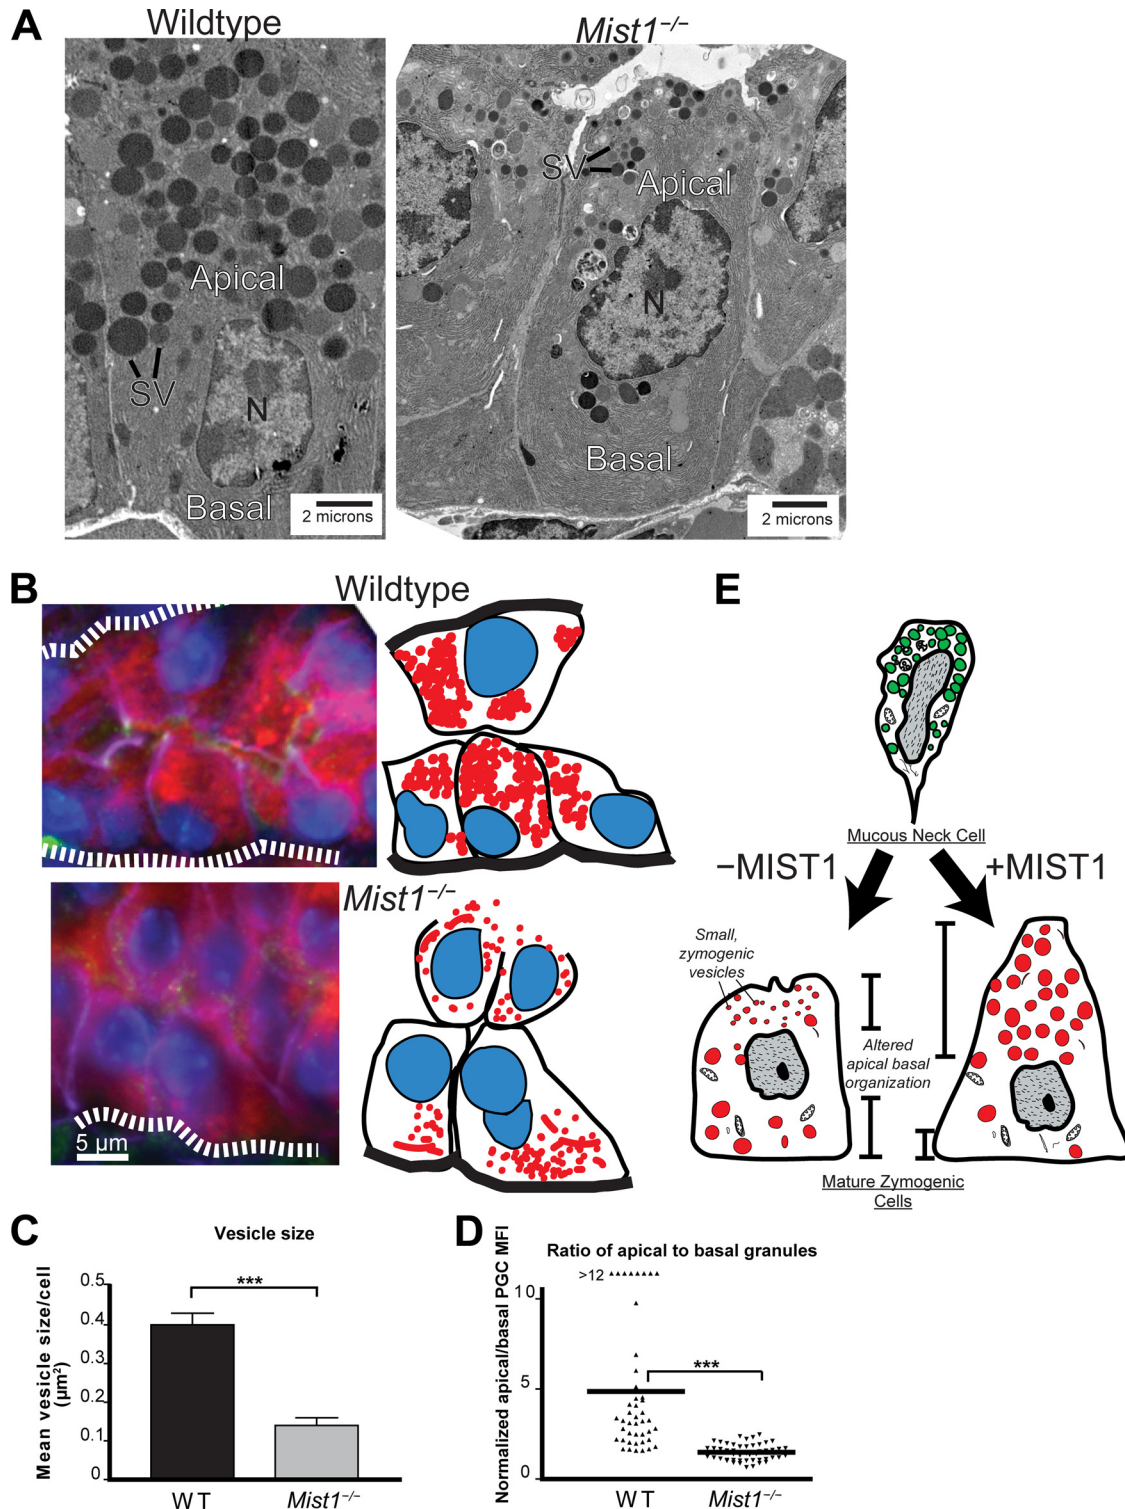 A
Wildtype
Mist1⁻/⁻
SV
Apical
N
Basal
2 microns
SV
Apical
N
Basal
2 microns
B
Wildtype
Mist1⁻/⁻
5 µm
E
Mucous Neck Cell
−MIST1
+MIST1
Small,
zymogenic
vesicles
Altered
apical basal
organization
Mature Zymogenic
Cells
C
Vesicle size
***
Mean vesicle size/cell
(µm²)
0.5
0.4
0.3
0.2
0.1
0
WT
Mist1⁻/⁻
D
Ratio of apical to basal granules
Normalized apical/basal PGC MFI
>12
***
10
5
0
WT
Mist1⁻/⁻